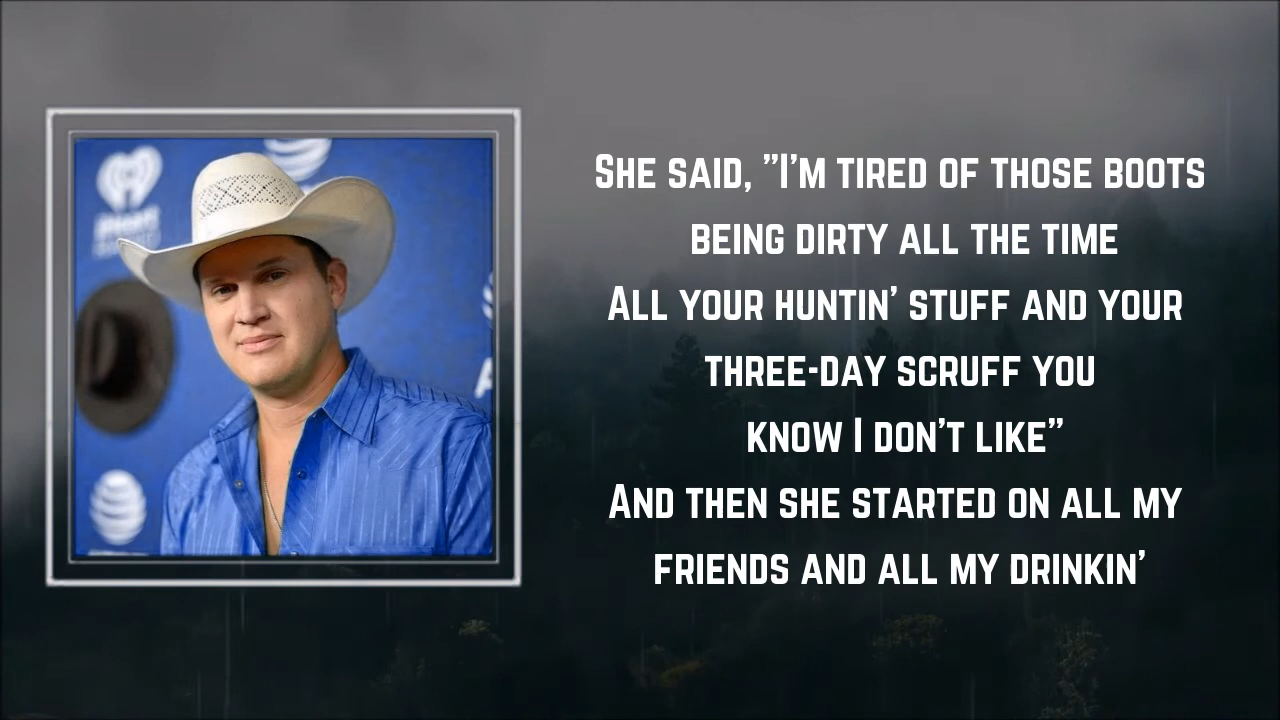 iHeart
She said, "I'm tired of those boots
being dirty all the time
All your huntin' stuff and your
three-day scruff you
know I don't like"
And then she started on all my
friends and all my drinkin'